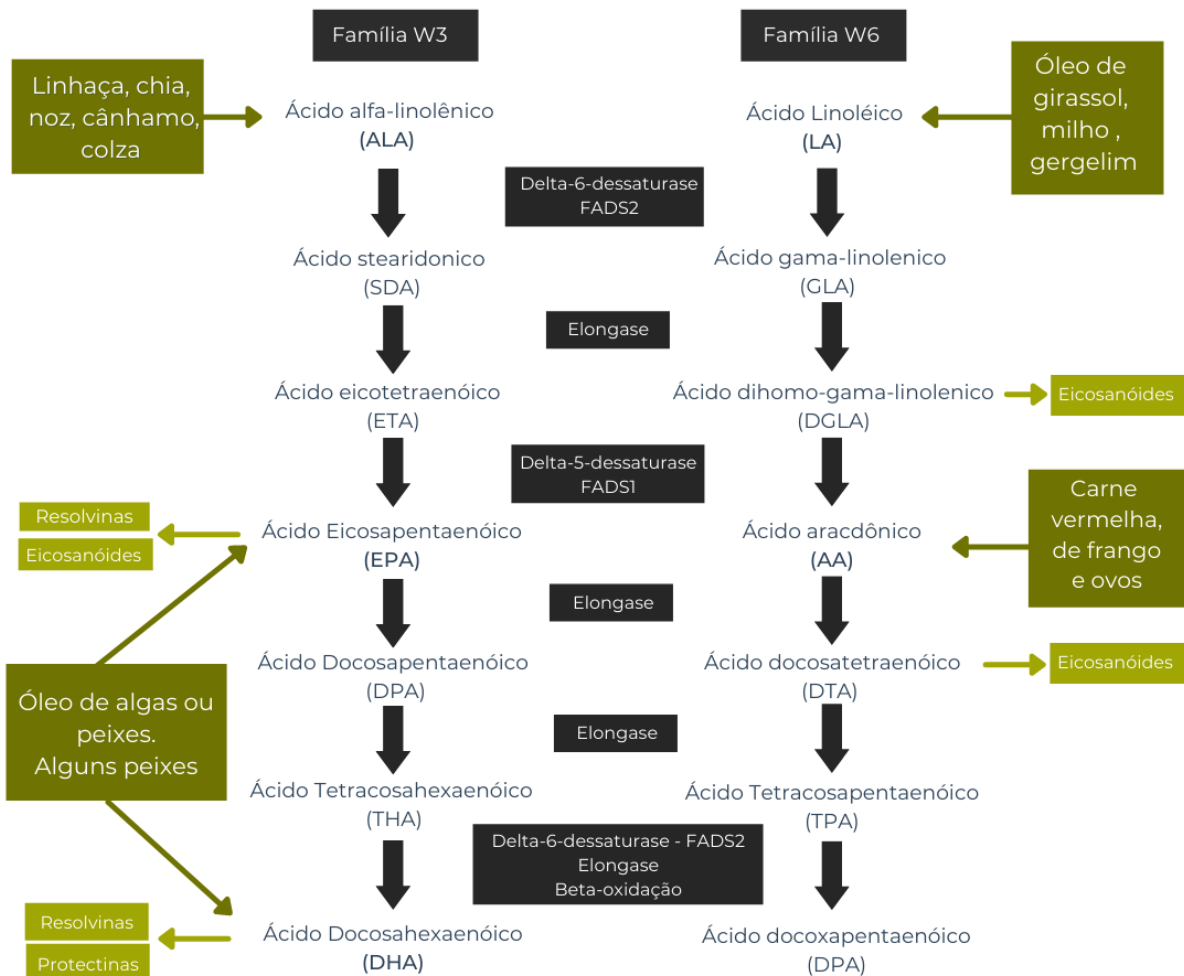 Família W3
Família W6
Linhaça, chia,
noz, cânhamo,
colza
Ácido alfa-linolênico
(ALA)
Ácido Linoléico
(LA)
Óleo de
girassol,
milho ,
gergelim
Delta-6-dessaturase
FADS2
Ácido stearidonico
(SDA)
Ácido gama-linolenico
(GLA)
Elongase
Ácido eicotetraenóico
(ETA)
Ácido dihomo-gama-linolenico
(DGLA)
Eicosanóides
Delta-5-dessaturase
FADS1
Resolvinas
Eicosanóides
Ácido Eicosapentaenóico
(EPA)
Ácido aracdônico
(AA)
Carne
vermelha,
de frango
e ovos
Elongase
Ácido Docosapentaenóico
(DPA)
Ácido docosatetraenóico
(DTA)
Eicosanóides
Óleo de algas ou
peixes.
Alguns peixes
Elongase
Ácido Tetracosahexaenóico
(THA)
Ácido Tetracosapentaenóico
(TPA)
Delta-6-dessaturase - FADS2
Elongase
Beta-oxidação
Resolvinas
Protectinas
Ácido Docosahexaenóico
(DHA)
Ácido docoxapentaenóico
(DPA)